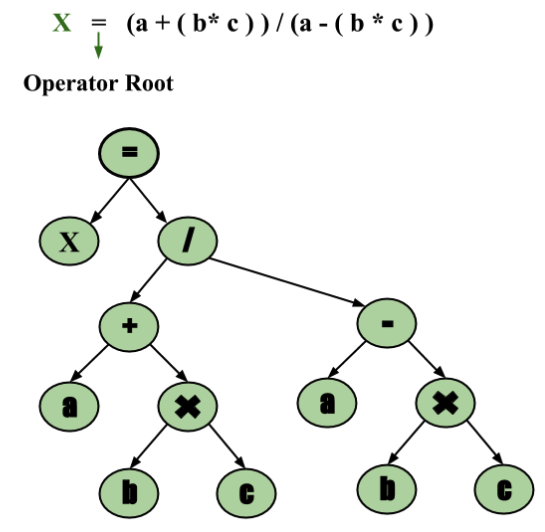 X = (a + ( b* c ) ) / (a - ( b * c ) )
Operator Root
=
X /
+ -
a ✖ a ✖
b c b c